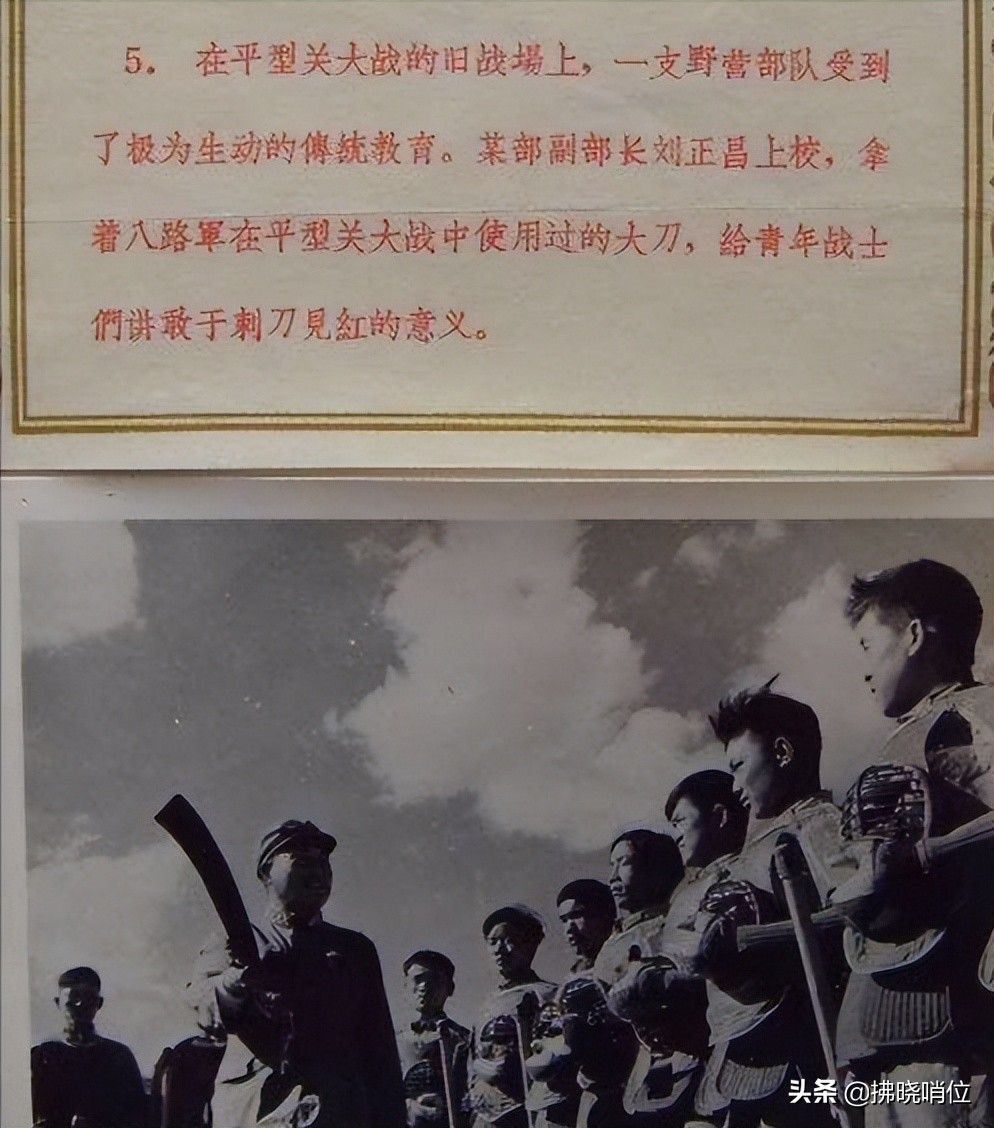 5。 在平型关大战的旧战場上，一支野营部队受到
了极为生动的傳統教育。某部副部长刘正昌上校，拿
着八路軍在平型关大战中使用过的大刀，給青年战士
們讲敢于刺刀見紅的意义。
头条 @拂晓哨位